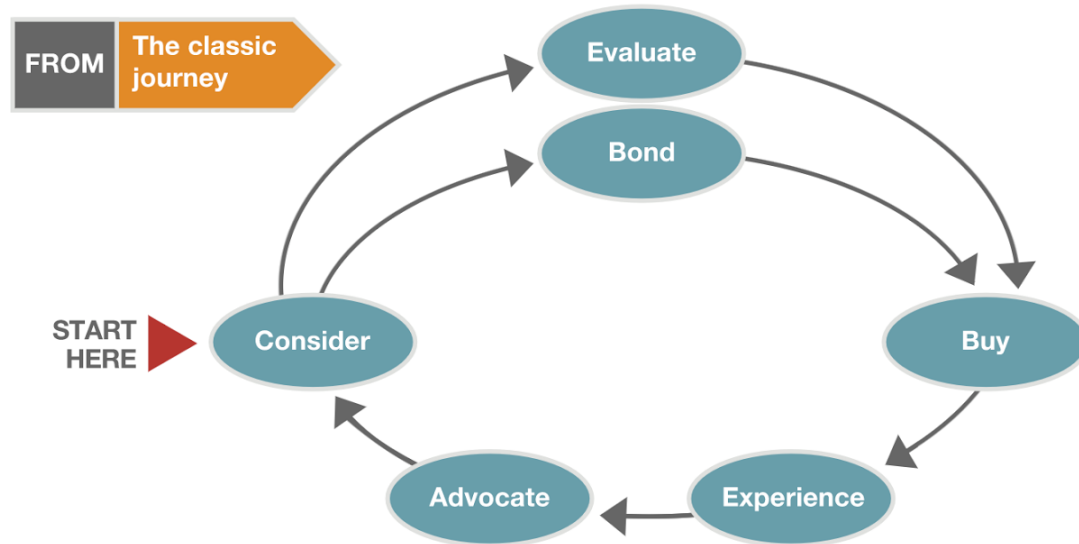 FROM
The classic
journey
Evaluate
Bond
START
HERE
Consider
Buy
Advocate
Experience